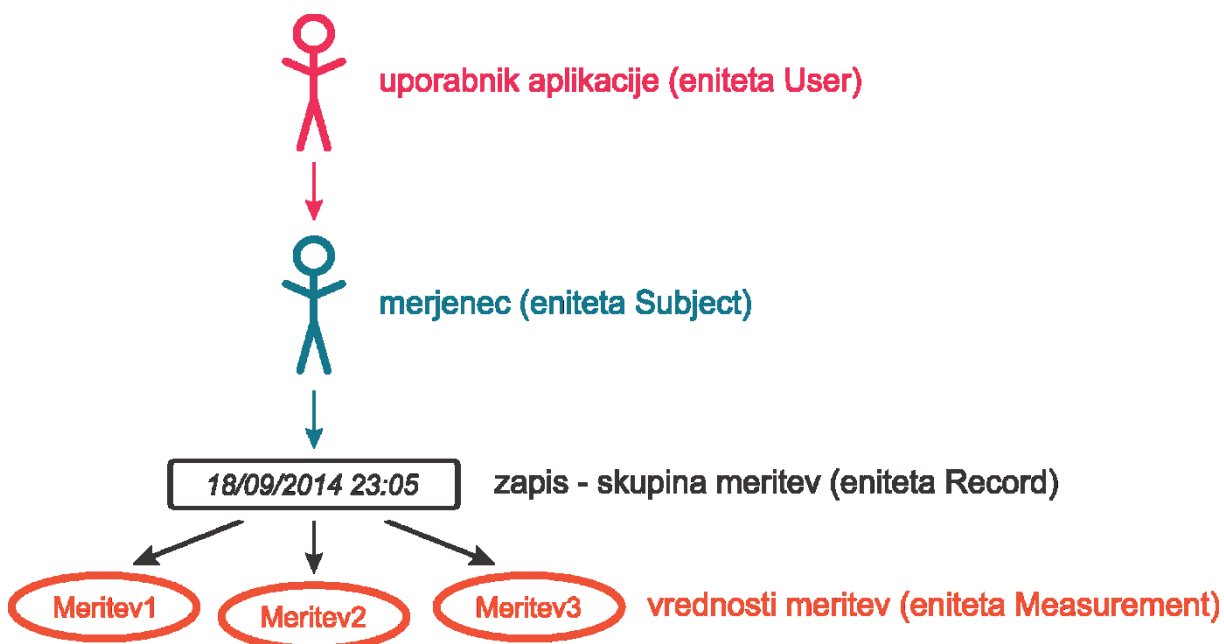 uporabnik aplikacije (eniteta User)
merjenec (eniteta Subject)
18/09/2014 23:05
zapis - skupina meritev (eniteta Record)
Meritev1
Meritev2
Meritev3
vrednosti meritev (eniteta Measurement)